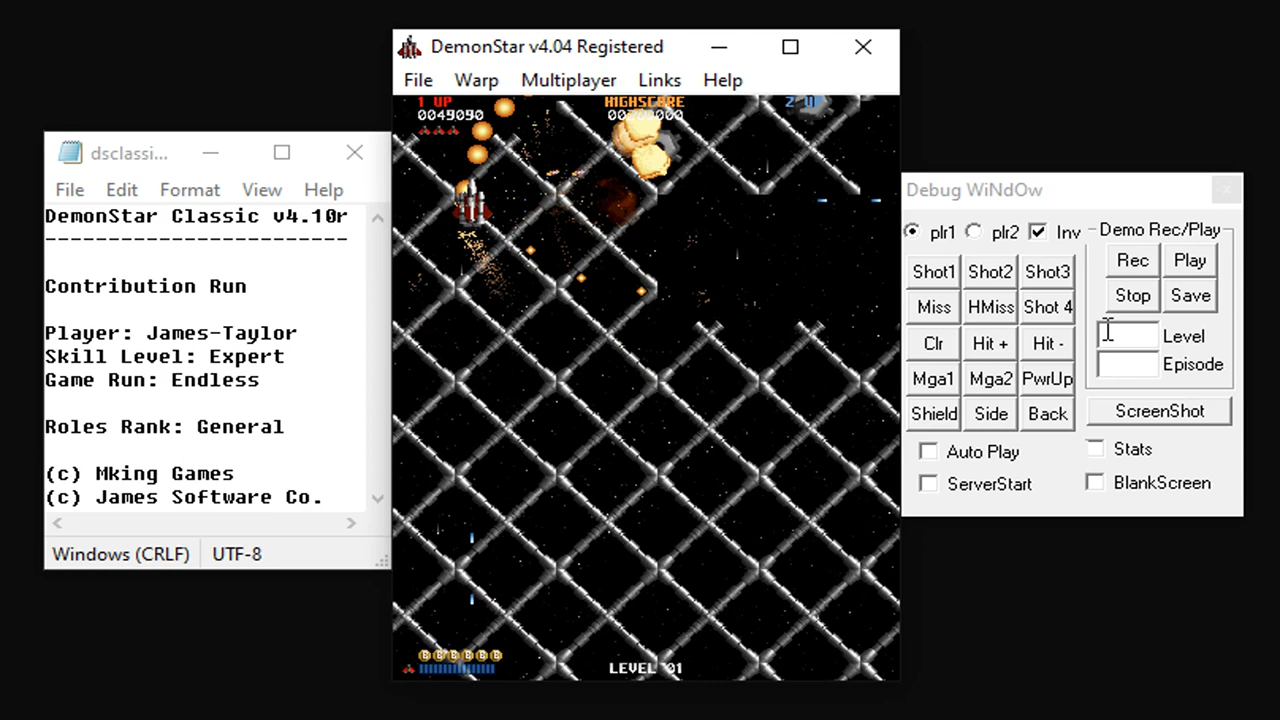 dsclassi...
File Edit Format View Help
DemonStar Classic v4.10r
------------------------
Contribution Run
Player: James-Taylor
Skill Level: Expert
Game Run: Endless
Roles Rank: General
(c) Mking Games
(c) James Software Co.
Windows (CRLF) UTF-8
DemonStar v4.04 Registered
File Warp Multiplayer Links Help
1 UP HIGHSCORE 2 UP
0049090
B B B B B B
LEVEL 01
Debug WiNdOw
plr1 plr2 Inv Demo Rec/Play
Shot1 Shot2 Shot3 Rec Play
Miss HMiss Shot 4 Stop Save
Clr Hit + Hit - Level
Mga1 Mga2 PwrUp Episode
Shield Side Back ScreenShot
Auto Play Stats
ServerStart BlankScreen